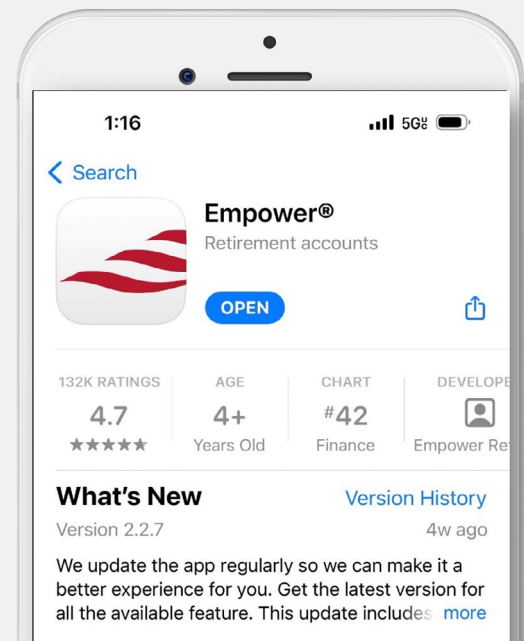 1:16
5G
Search
Empower®
Retirement accounts
OPEN
132K RATINGS
AGE
CHART
DEVELOPE
4.7
4+
#42
★★★★★
Years Old
Finance
Empower Re
What's New
Version History
Version 2.2.7
4w ago
We update the app regularly so we can make it a
better experience for you. Get the latest version for
all the available feature. This update includes more